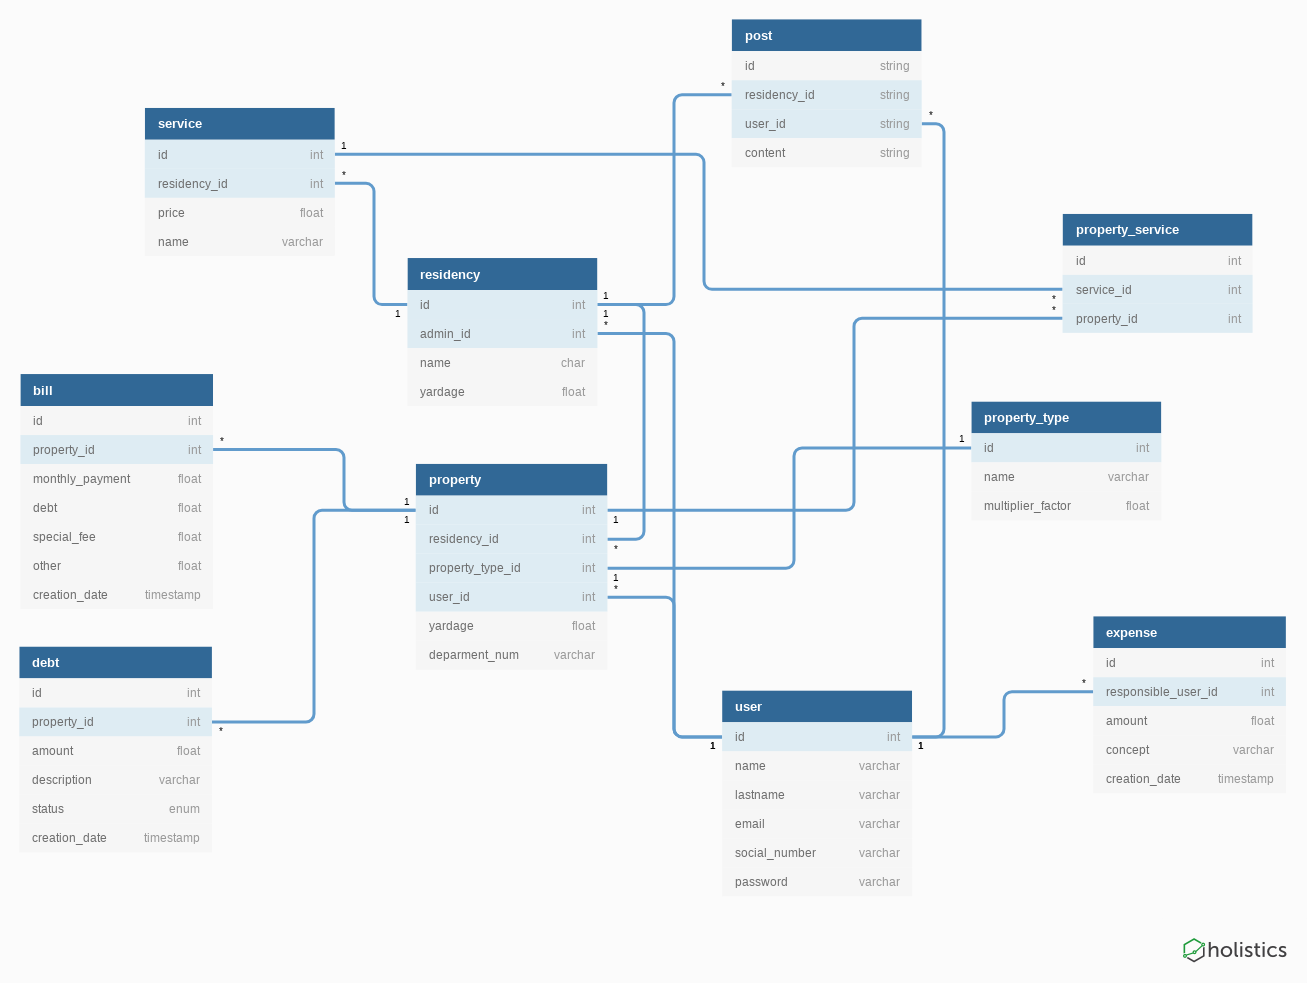 post
id string
residency_id string
user_id string
content string
service
id int
residency_id int
price float
name varchar
1
*
*
*
property_service
id int
service_id int
property_id int
*
*
residency
id int
admin_id int
name char
yardage float
1
1
1
*
bill
id int
property_id int
monthly_payment float
debt float
special_fee float
other float
creation_date timestamp
*
property_type
id int
name varchar
multiplier_factor float
1
property
id int
residency_id int
property_type_id int
user_id int
yardage float
deparment_num varchar
1
1
1
*
1
*
debt
id int
property_id int
amount float
description varchar
status enum
creation_date timestamp
*
user
id int
name varchar
lastname varchar
email varchar
social_number varchar
password varchar
1
1
expense
id int
responsible_user_id int
amount float
concept varchar
creation_date timestamp
*
holistics